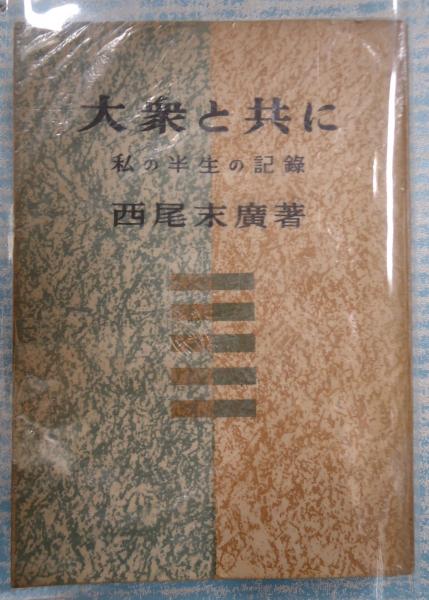 大衆と共に
私の半生の記錄
西尾末廣著